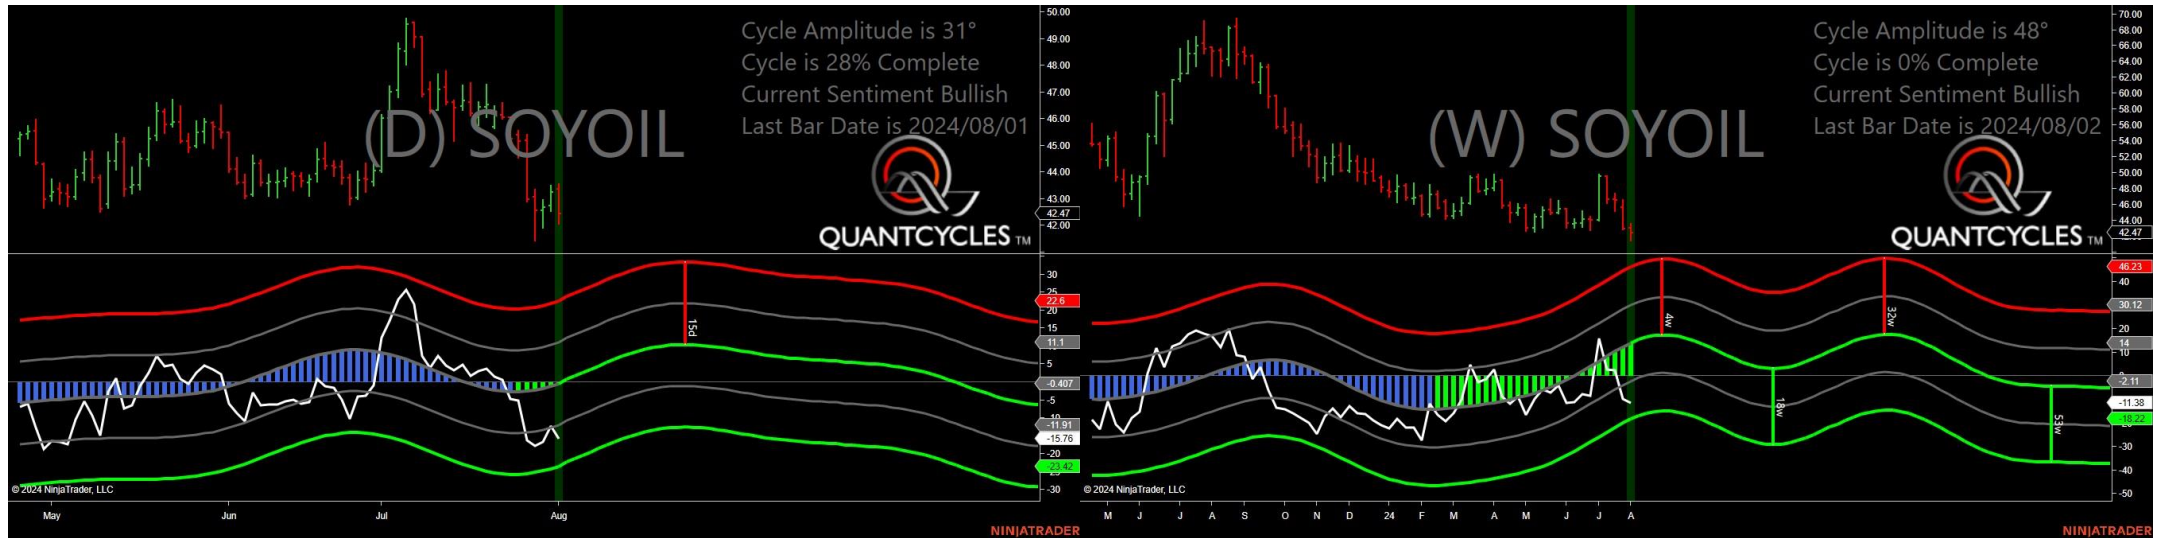 Cycle Amplitude is 31°
Cycle is 28% Complete
Current Sentiment Bullish
Last Bar Date is 2024/08/01
(D) SOYOIL
QUANTCYCLES TM
50.00
49.00
48.00
47.00
46.00
45.00
44.00
43.00
42.47
42.00
30
25
22.6
20
15
11.1
5
-0.407
-5
-10
-11.91
-15.76
-20
-23.42
-30
15d
© 2024 NinjaTrader, LLC
May Jun Jul Aug
NINJATRADER
Cycle Amplitude is 48°
Cycle is 0% Complete
Current Sentiment Bullish
Last Bar Date is 2024/08/02
(W) SOYOIL
QUANTCYCLES TM
70.00
68.00
66.00
64.00
62.00
60.00
58.00
56.00
54.00
52.00
50.00
48.00
46.00
44.00
42.47
46.23
40
30.12
20
14
10
-2.11
-11.38
-18.22
-30
-40
-50
4w
18w
32w
53w
© 2024 NinjaTrader, LLC
M J J A S O N D 24 F M A M J J A
NINJATRADER